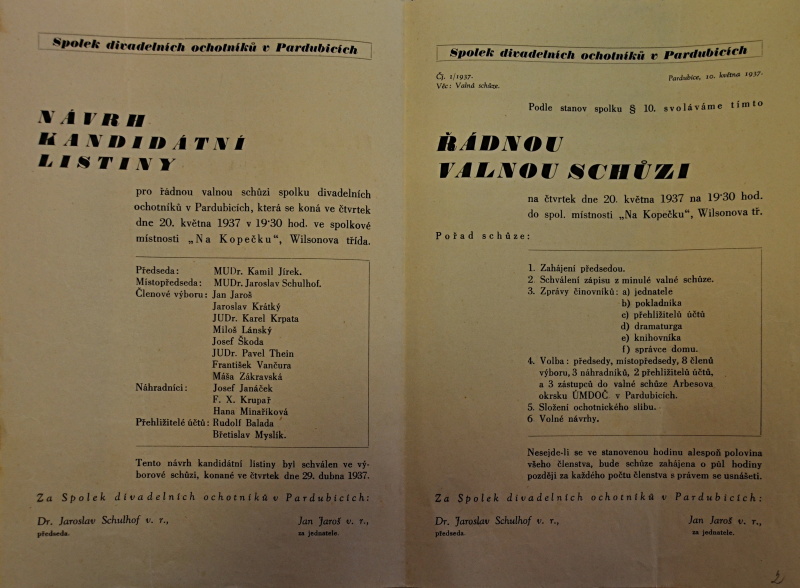 Spolek divadelních ochotníků v Pardubicích
NÁVRH
KANDIDÁTNÍ
LISTINY
pro řádnou valnou schůzi spolku divadelních
ochotníků v Pardubicích, která se koná ve čtvrtek
dne 20. května 1937 v 19·30 hod. ve spolkové
místnosti „Na Kopečku", Wilsonova třída.
Předseda: MUDr. Kamil Jírek.
Místopředseda: MUDr. Jaroslav Schulhof.
Členové výboru: Jan Jaroš
Jaroslav Krátký
JUDr. Karel Krpata
Miloš Lánský
Josef Škoda
JUDr. Pavel Thein
František Vančura
Máša Zákravská
Náhradníci: Josef Janáček
F. X. Krupař
Hana Minaříková
Přehlížitelé účtů: Rudolf Balada
Břetislav Myslík.
Tento návrh kandidátní listiny byl schválen ve vý-
borové schůzi, konané ve čtvrtek dne 29. dubna 1937.
Za Spolek divadelních ochotníků v Pardubicích:
Dr. Jaroslav Schulhof v. r., Jan Jaroš v. r.,
předseda. za jednatele.
Spolek divadelních ochotníků v Pardubicích
Čj. 1/1937. Pardubice, 10. května 1937.
Věc: Valná schůze.
Podle stanov spolku § 10. svoláváme tímto
ŘÁDNOU
VALNOU SCHŮZI
na čtvrtek dne 20. května 1937 na 19·30 hod.
do spol. místnosti „Na Kopečku", Wilsonova tř.
Pořad schůze:
1. Zahájení předsedou.
2. Schválení zápisu z minulé valné schůze.
3. Zprávy činovníků: a) jednatele
b) pokladníka
c) přehlížitelů účtů
d) dramaturga
e) knihovníka
f) správce domu.
4. Volba: předsedy, místopředsedy, 8 členů
výboru, 3 náhradníků, 2 přehlížitelů účtů,
a 3 zástupců do valné schůze Arbesova
okrsku ÚMDOČ v Pardubicích.
5. Složení ochotnického slibu.
6 Volné návrhy.
Nesejde-li se ve stanovenou hodinu alespoň polovina
všeho členstva, bude schůze zahájena o půl hodiny
později za každého počtu členstva s právem se usnášeti.
Za Spolek divadelních ochotníků v Pardubicích:
Dr. Jaroslav Schulhof v. r., Jan Jaroš v. r.,
předseda. za jednatele.
2